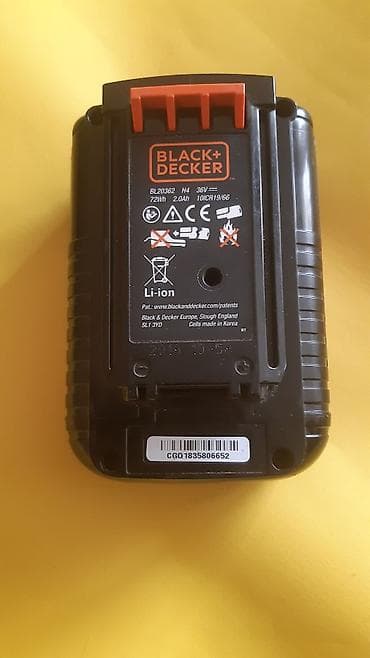 BLACK+
DECKER
BL20362 H4 36V
72Wh 2.0Ah 10ICR19/66
CE
Li-ion
Pat.: www.blackanddecker.com/patents
Black & Decker Europe, Slough England
SL1 3YD Cells made in Korea
CGQ1835806652